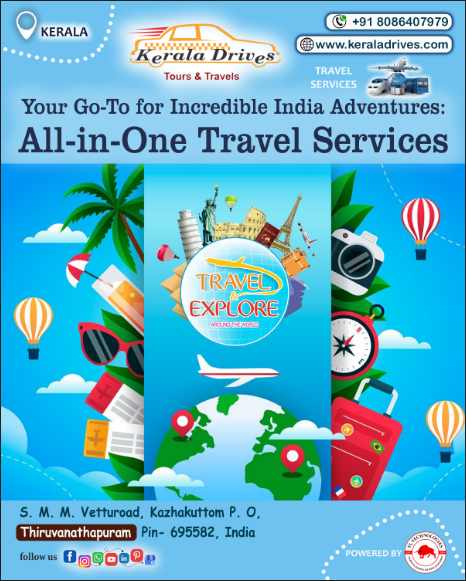 KERALA
Kerala Drives
Tours & Travels
+91 8086407979
www.keraladrives.com
TRAVEL
SERVICES
Your Go-To for Incredible India Adventures:
All-in-One Travel Services
TRAVEL
&
EXPLORE
AROUND THE WORLD
S. M. M. Vetturoad, Kazhakuttom P. O,
Thiruvanathapuram Pin- 695582, India
follow us
POWERED BY